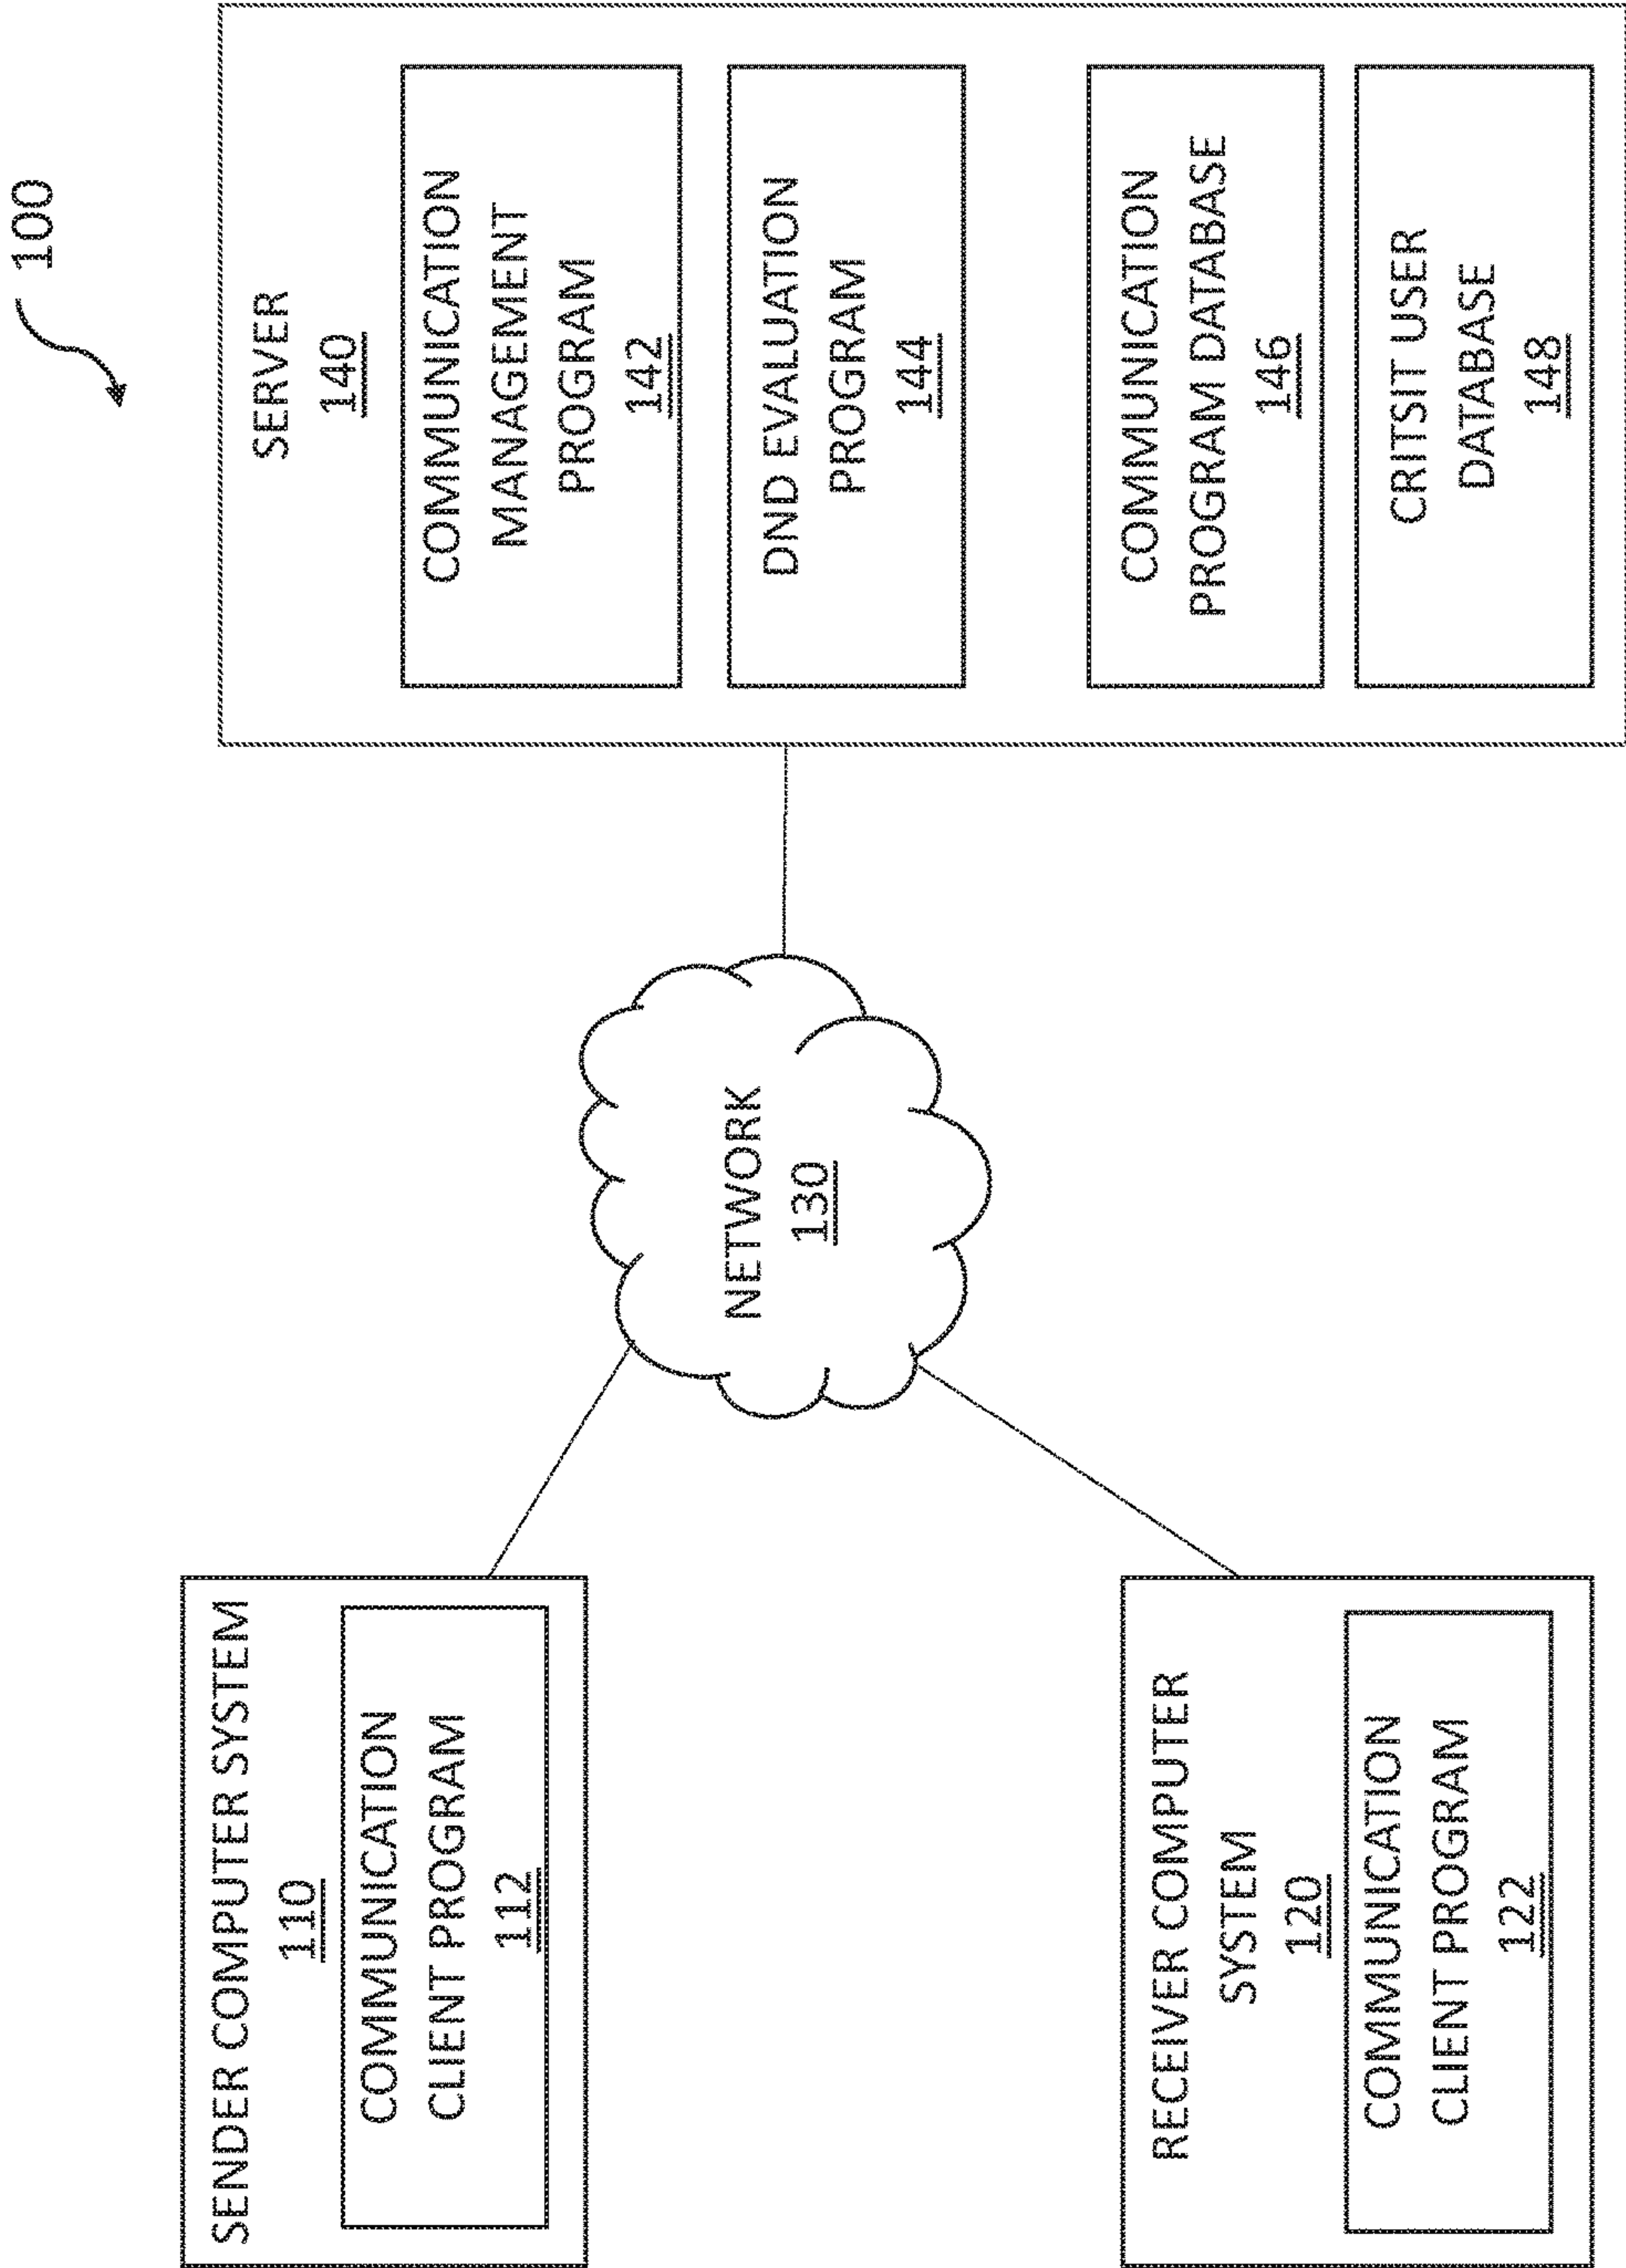 100
SENDER COMPUTER SYSTEM
110
COMMUNICATION
CLIENT PROGRAM
112
RECEIVER COMPUTER
SYSTEM
120
COMMUNICATION
CLIENT PROGRAM
122
NETWORK
130
SERVER
140
COMMUNICATION
MANAGEMENT
PROGRAM
142
DND EVALUATION
PROGRAM
144
COMMUNICATION
PROGRAM DATABASE
146
CRITSIT USER
DATABASE
148